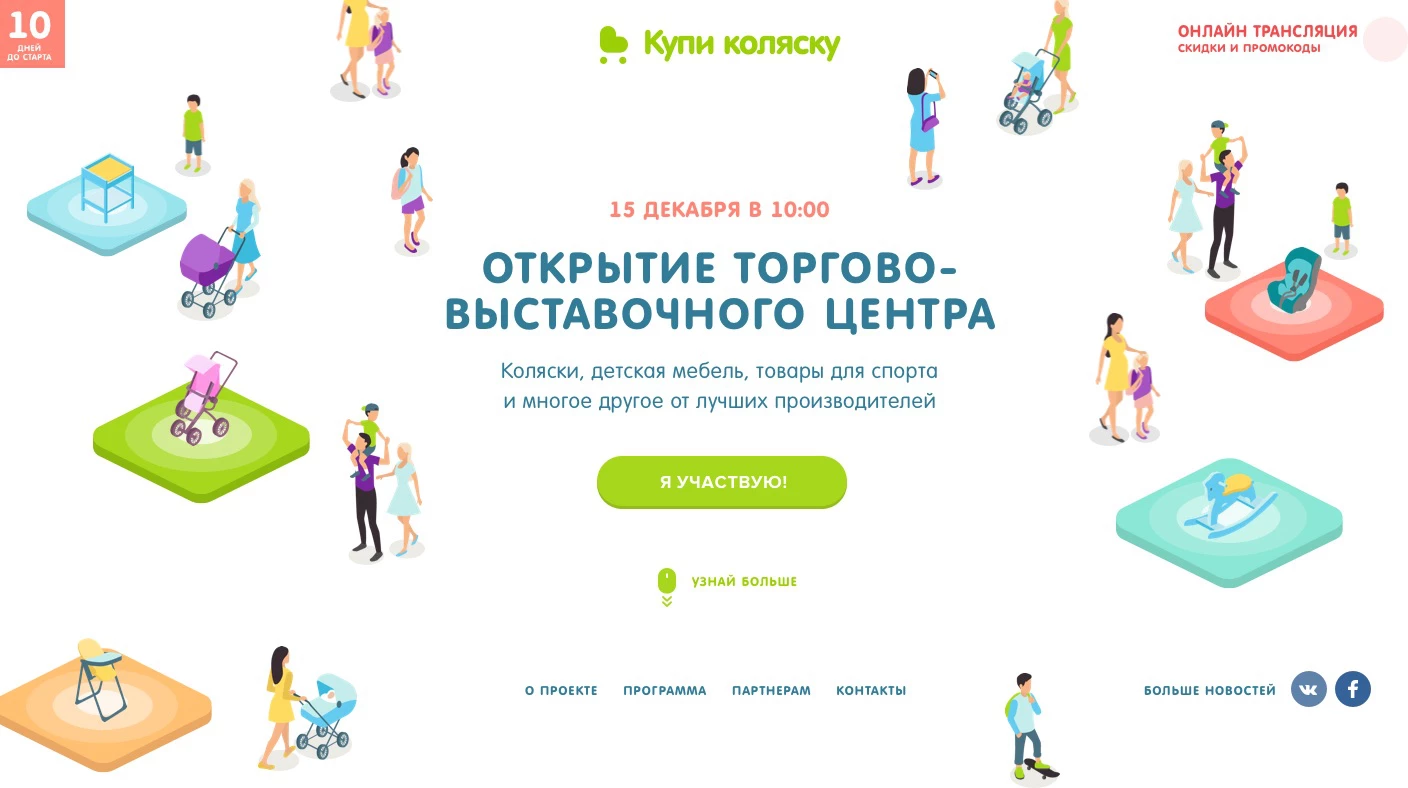 10
ДНЕЙ
ДО СТАРТА
Купи коляску
ОНЛАЙН ТРАНСЛЯЦИЯ
СКИДКИ И ПРОМОКОДЫ
15 ДЕКАБРЯ В 10:00
ОТКРЫТИЕ ТОРГОВО-
ВЫСТАВОЧНОГО ЦЕНТРА
Коляски, детская мебель, товары для спорта
и многое другое от лучших производителей
Я УЧАСТВУЮ!
УЗНАЙ БОЛЬШЕ
О ПРОЕКТЕ ПРОГРАММА ПАРТНЕРАМ КОНТАКТЫ
БОЛЬШЕ НОВОСТЕЙ